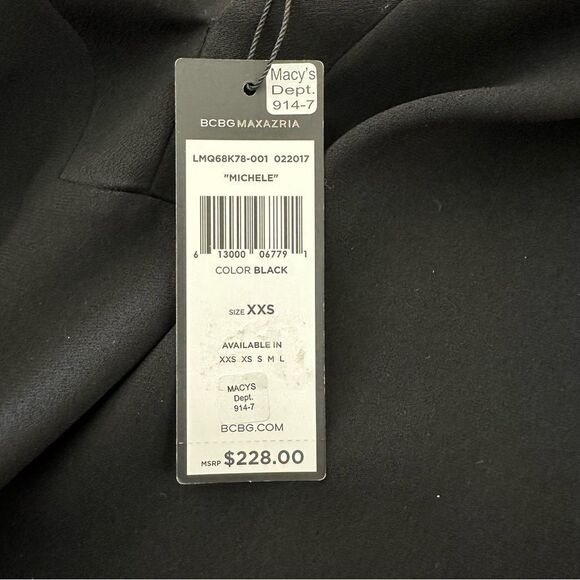 Macy's
Dept.
914-7
BCBGMAXAZRIA
LMQ68K78-001 022017
"MICHELE"
6 13000 06779 1
COLOR BLACK
SIZE XXS
AVAILABLE IN
XXS XS S M L
MACYS
Dept.
914-7
BCBG.COM
MSRP $228.00